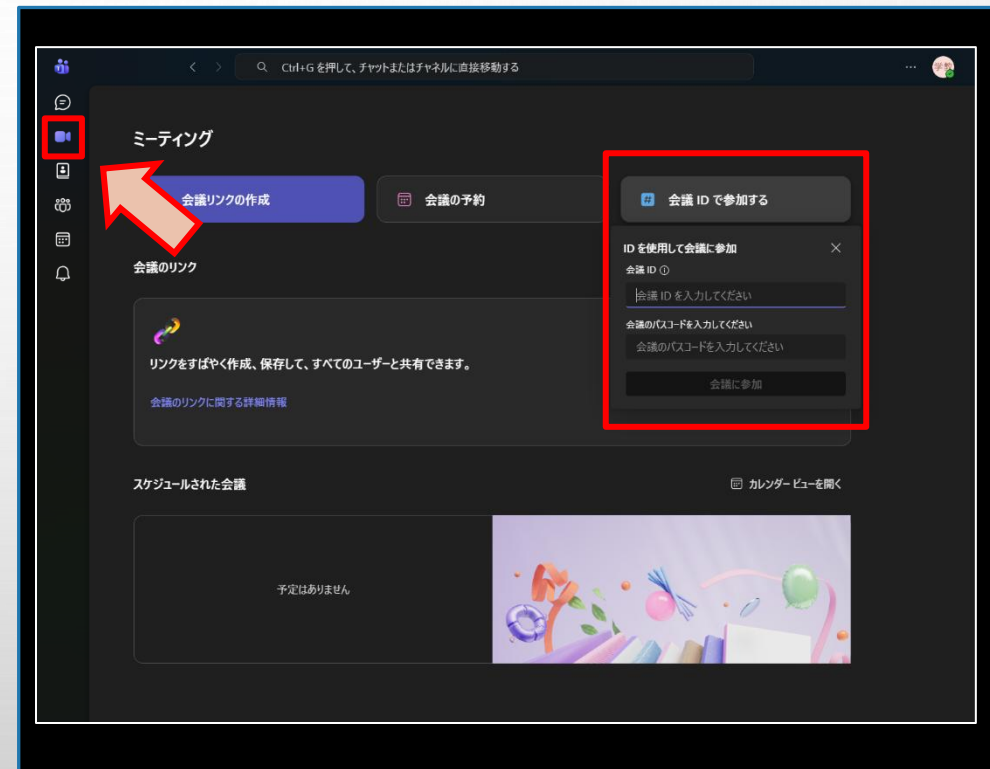 Ctrl+G を押して、チャットまたはチャネルに直接移動する
学努
ミーティング
会議リンクの作成
会議の予約
# 会議 ID で参加する
ID を使用して会議に参加
会議 ID
会議 ID を入力してください
会議のパスコードを入力してください
会議のパスコードを入力してください
会議に参加
会議のリンク
リンクをすばやく作成、保存して、すべてのユーザーと共有できます。
会議のリンクに関する詳細情報
スケジュールされた会議
カレンダー ビューを開く
予定はありません